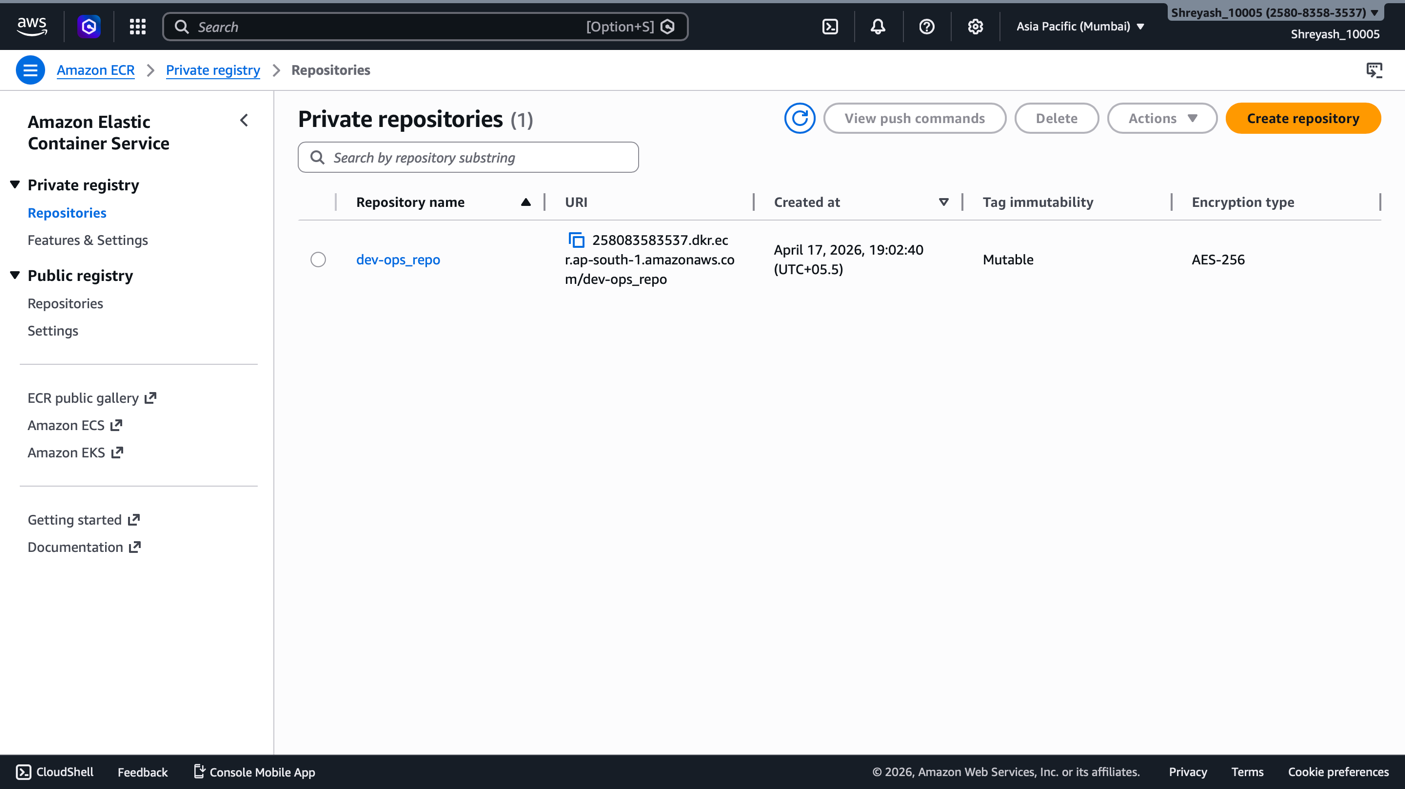 aws
Search [Option+S]
Asia Pacific (Mumbai)
Shreyash_10005 (2580-8358-3537)
Shreyash_10005
Amazon ECR
Private registry
Repositories
Amazon Elastic
Container Service
Private registry
Repositories
Features & Settings
Public registry
Repositories
Settings
ECR public gallery
Amazon ECS
Amazon EKS
Getting started
Documentation
Private repositories (1)
View push commands
Delete
Actions
Create repository
Search by repository substring
Repository name
URI
Created at
Tag immutability
Encryption type
dev-ops_repo
258083583537.dkr.ec
r.ap-south-1.amazonaws.co
m/dev-ops_repo
April 17, 2026, 19:02:40
(UTC+05.5)
Mutable
AES-256
CloudShell
Feedback
Console Mobile App
© 2026, Amazon Web Services, Inc. or its affiliates.
Privacy
Terms
Cookie preferences